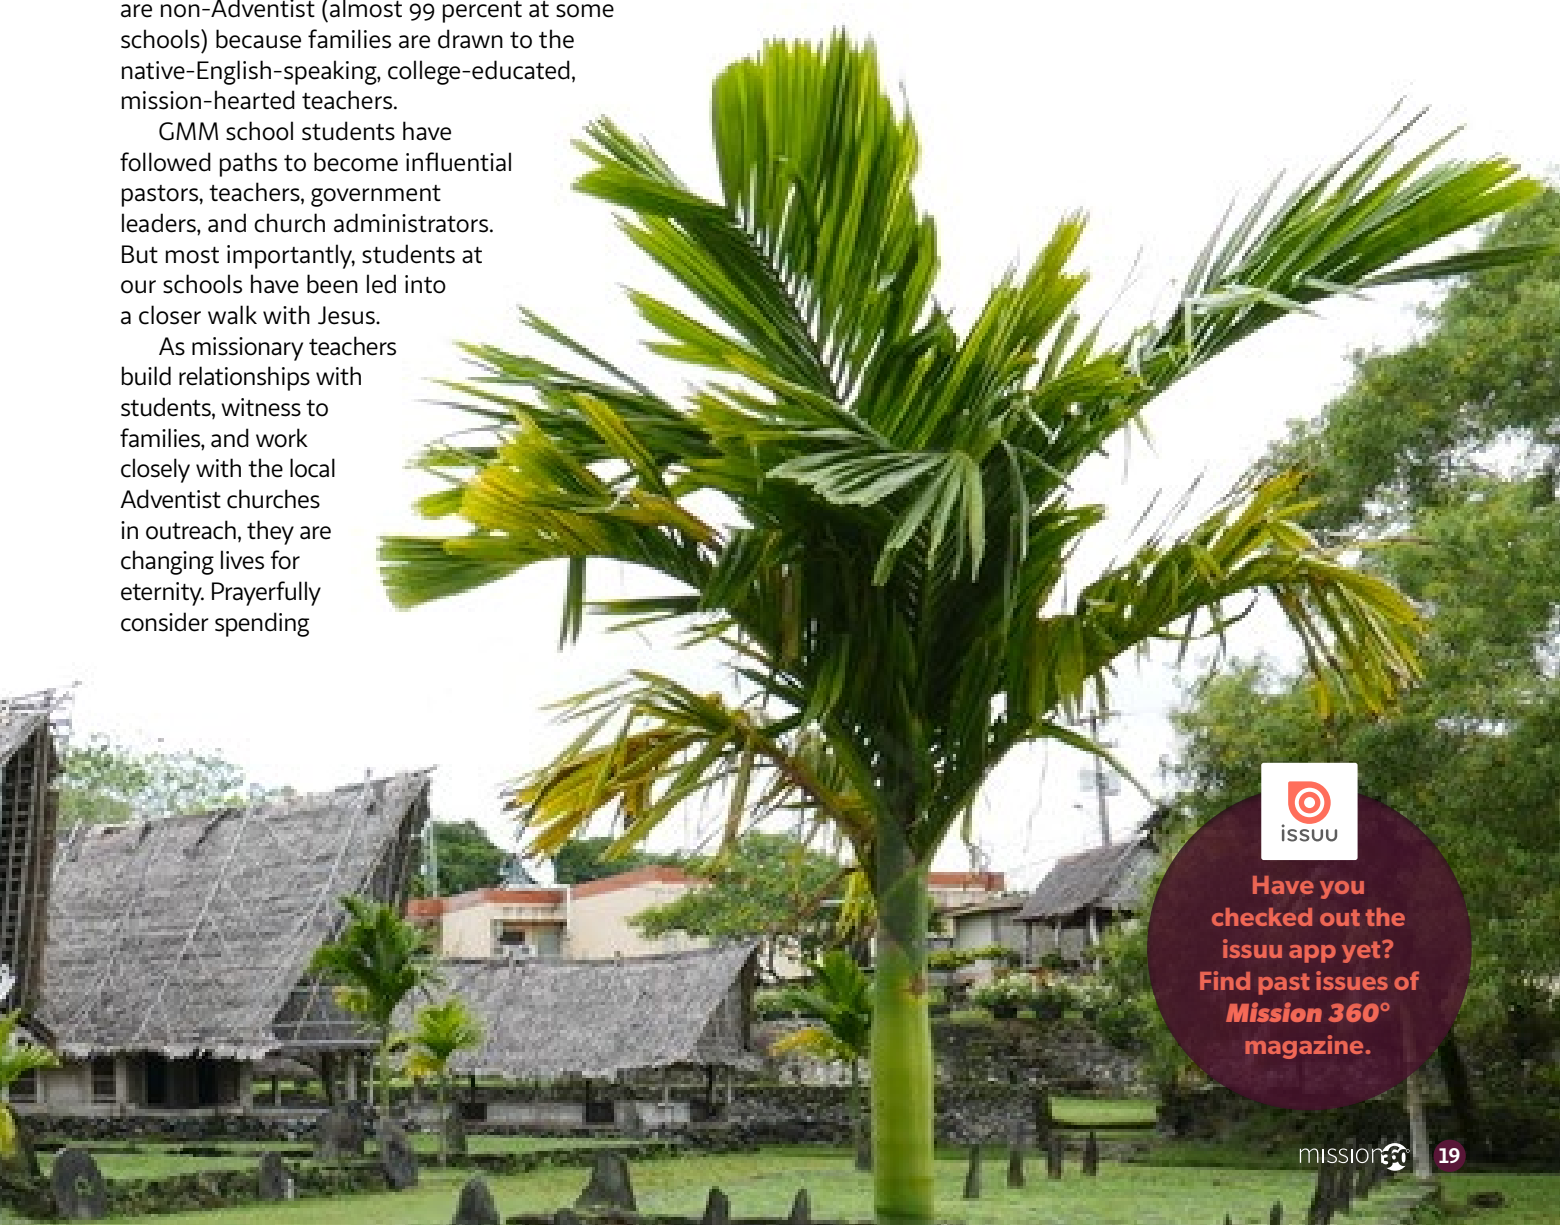 are non-Adventist (almost 99 percent at some
schools) because families are drawn to the
native-English-speaking, college-educated,
mission-hearted teachers.
GMM school students have
followed paths to become influential
pastors, teachers, government
leaders, and church administrators.
But most importantly, students at
our schools have been led into
a closer walk with Jesus.
As missionary teachers
build relationships with
students, witness to
families, and work
closely with the local
Adventist churches
in outreach, they are
changing lives for
eternity. Prayerfully
consider spending
issuu
Have you
checked out the
issuu app yet?
Find past issues of
Mission 360°
magazine.
mission360° 19